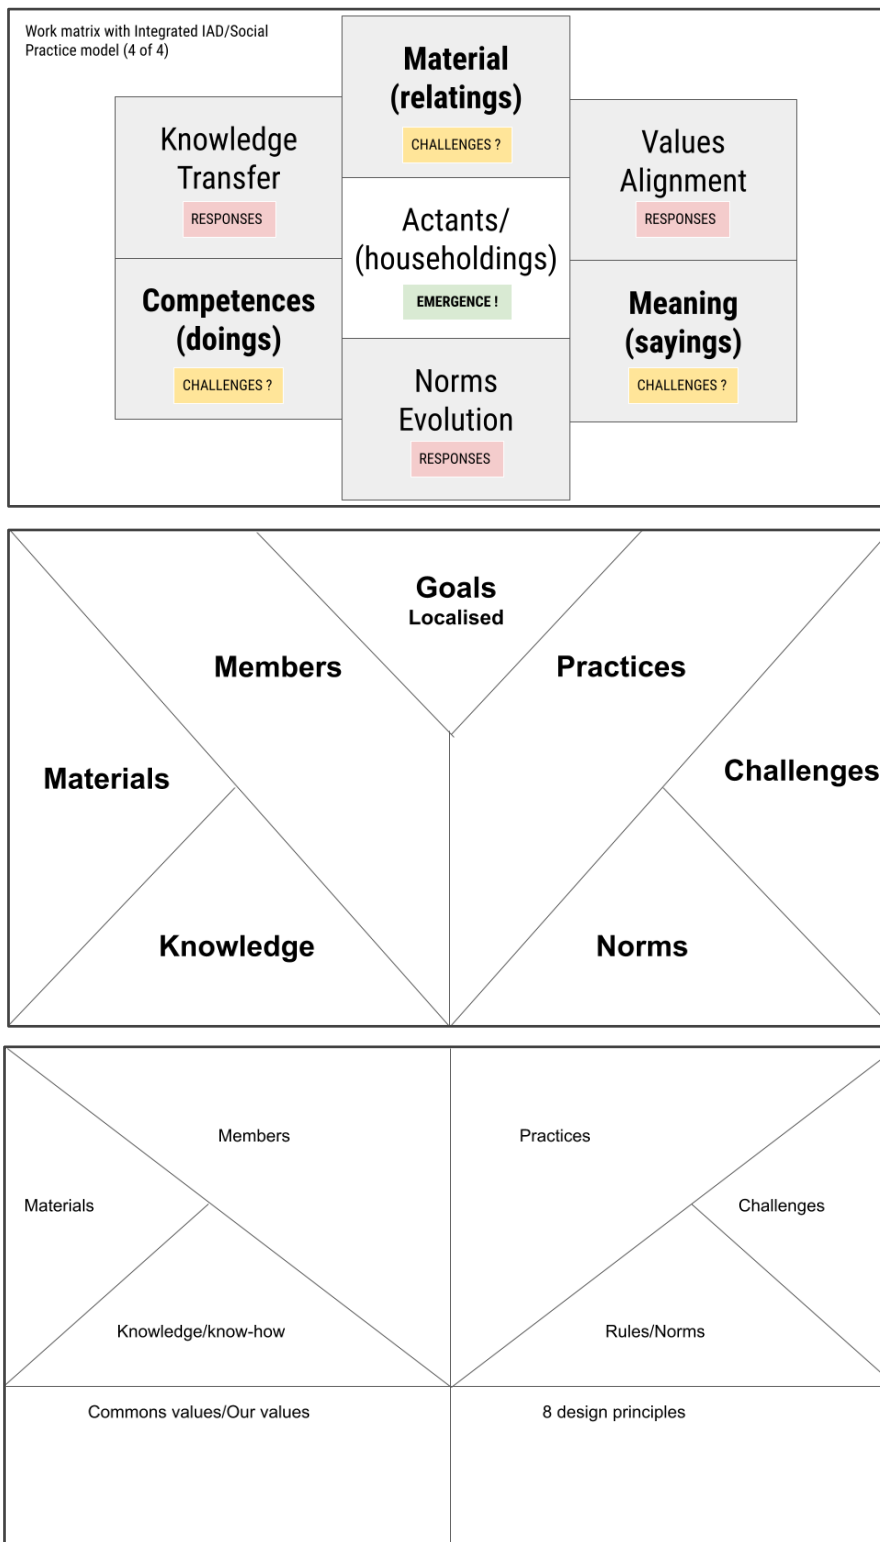 Work matrix with Integrated IAD/Social
Practice model (4 of 4)
Material
(relatings)
CHALLENGES ?
Knowledge
Transfer
RESPONSES
Values
Alignment
RESPONSES
Actants/
(householdings)
EMERGENCE !
Competences
(doings)
CHALLENGES ?
Meaning
(sayings)
CHALLENGES ?
Norms
Evolution
RESPONSES
Goals
Localised
Members
Practices
Materials
Challenges
Knowledge
Norms
Members
Practices
Materials
Challenges
Knowledge/know-how
Rules/Norms
Commons values/Our values
8 design principles